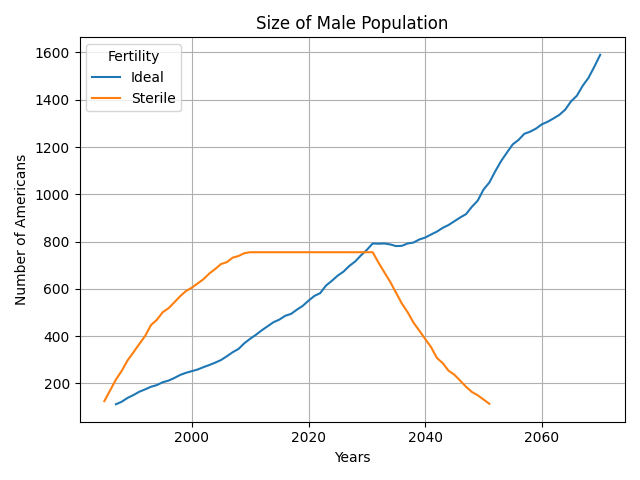 Size of Male Population
Fertility
Ideal
Sterile
1600
1400
1200
1000
800
600
400
200
Number of Americans
2000 2020 2040 2060
Years